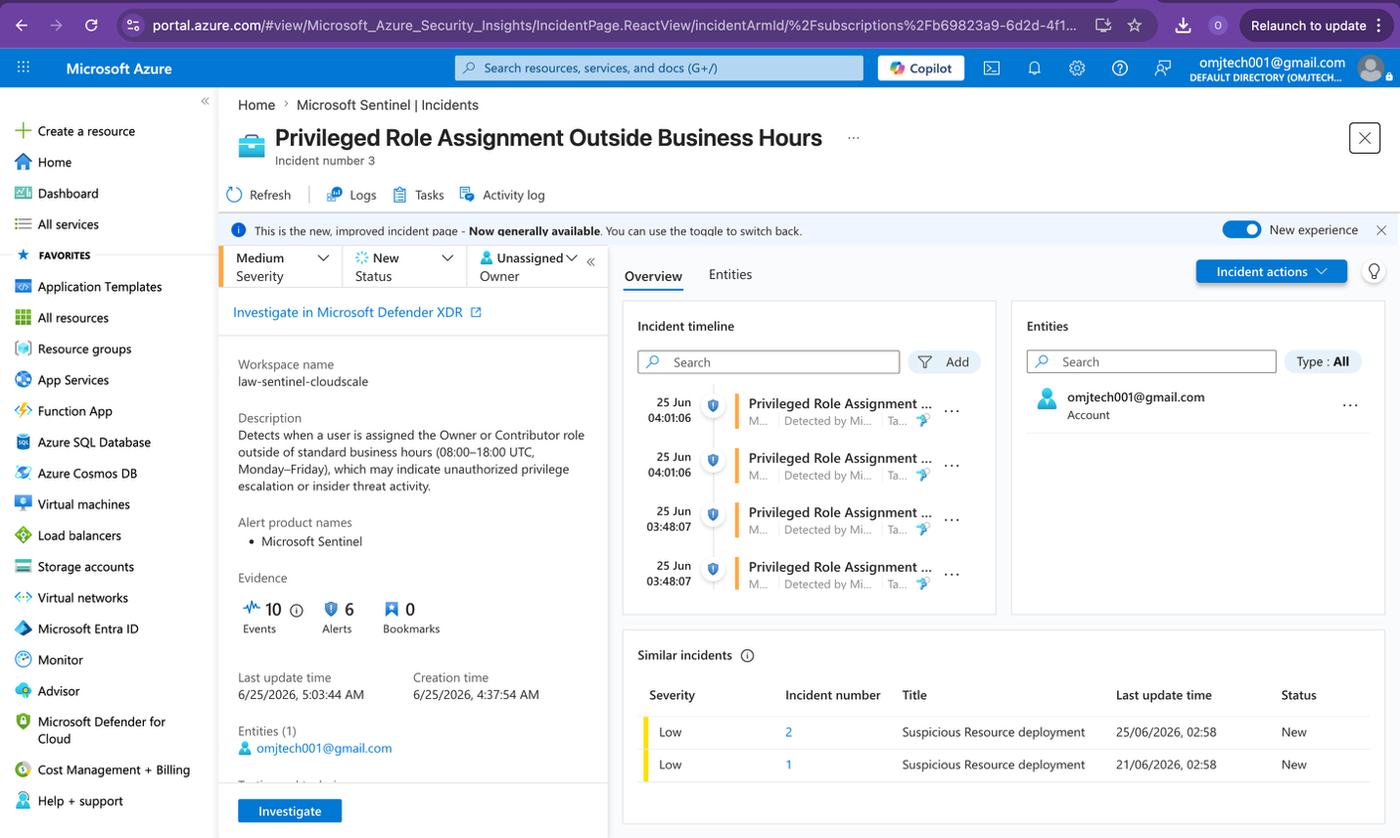 portal.azure.com/#view/Microsoft_Azure_Security_Insights/IncidentPage.ReactView/incidentArmId/%2Fsubscriptions%2Fb69823a9-6d2d-4f1...
O
Relaunch to update
Microsoft Azure
Search resources, services, and docs (G+/)
Copilot
omjtech001@gmail.com
DEFAULT DIRECTORY (OMJTECH...
Create a resource
Home
Dashboard
All services
FAVORITES
Application Templates
All resources
Resource groups
App Services
Function App
Azure SQL Database
Azure Cosmos DB
Virtual machines
Load balancers
Storage accounts
Virtual networks
Microsoft Entra ID
Monitor
Advisor
Microsoft Defender for
Cloud
Cost Management + Billing
Help + support
Home > Microsoft Sentinel | Incidents
Privileged Role Assignment Outside Business Hours ...
Incident number 3
Refresh
Logs
Tasks
Activity log
This is the new, improved incident page - Now generally available. You can use the toggle to switch back.
New experience
Medium
Severity
New
Status
Unassigned
Owner
Investigate in Microsoft Defender XDR
Workspace name
law-sentinel-cloudscale
Description
Detects when a user is assigned the Owner or Contributor role
outside of standard business hours (08:00–18:00 UTC,
Monday–Friday), which may indicate unauthorized privilege
escalation or insider threat activity.
Alert product names
• Microsoft Sentinel
Evidence
10 6 0
Events Alerts Bookmarks
Last update time Creation time
6/25/2026, 5:03:44 AM 6/25/2026, 4:37:54 AM
Entities (1)
omjtech001@gmail.com
Investigate
Overview
Entities
Incident actions
Incident timeline
Search
Add
25 Jun Privileged Role Assignment ...
04:01:06 M... Detected by Mi... Ta...
25 Jun Privileged Role Assignment ...
04:01:06 M... Detected by Mi... Ta...
25 Jun Privileged Role Assignment ...
03:48:07 M... Detected by Mi... Ta...
25 Jun Privileged Role Assignment ...
03:48:07 M... Detected by Mi... Ta...
Entities
Search
Type : All
omjtech001@gmail.com
Account
Similar incidents
Severity Incident number Title Last update time Status
Low 2 Suspicious Resource deployment 25/06/2026, 02:58 New
Low 1 Suspicious Resource deployment 21/06/2026, 02:58 New